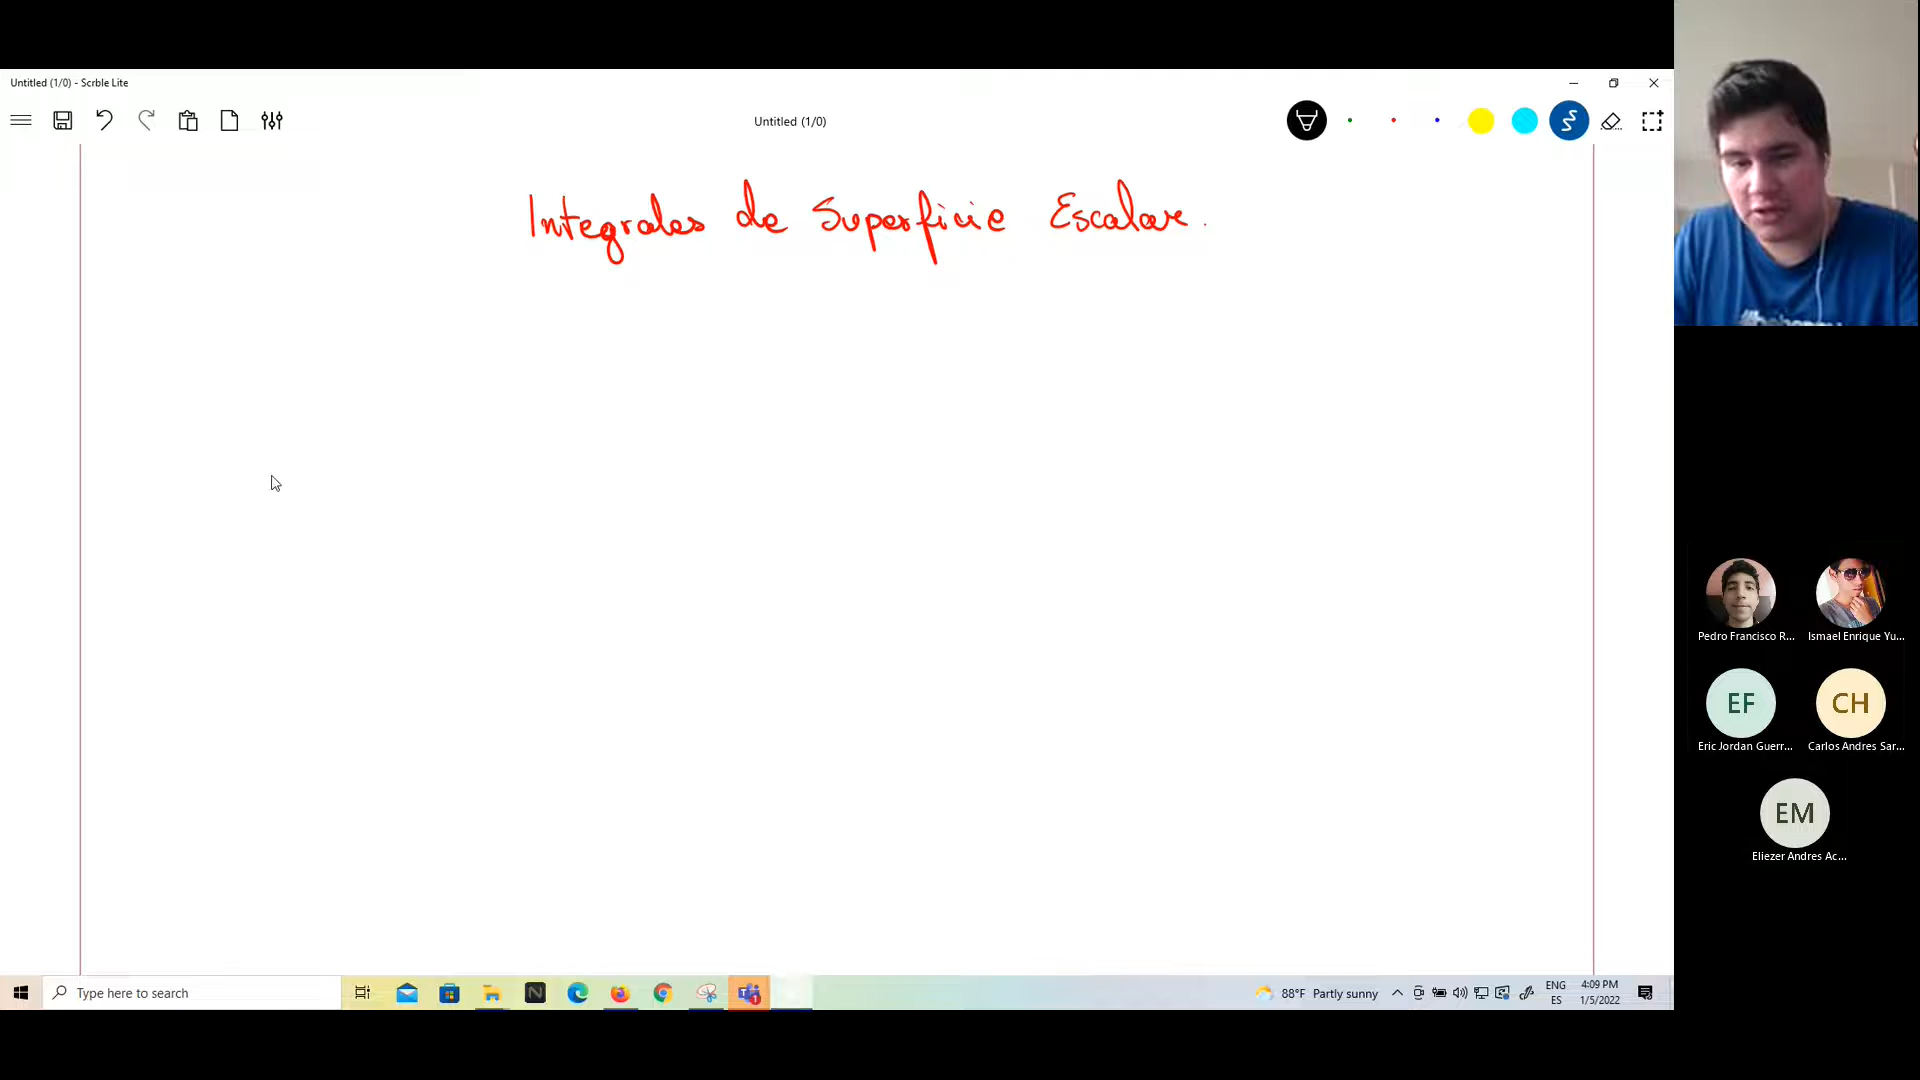 Untitled (1/0) - Scrble Lite
Untitled (1/0)
Integrales de Superficie Escalar.
Pedro Francisco R...
Ismael Enrique Yu...
EF
CH
Eric Jordan Guerr...
Carlos Andres Sar...
EM
Eliezer Andres Ac...
Type here to search
88°F Partly sunny
ENG
ES
4:09 PM
1/5/2022